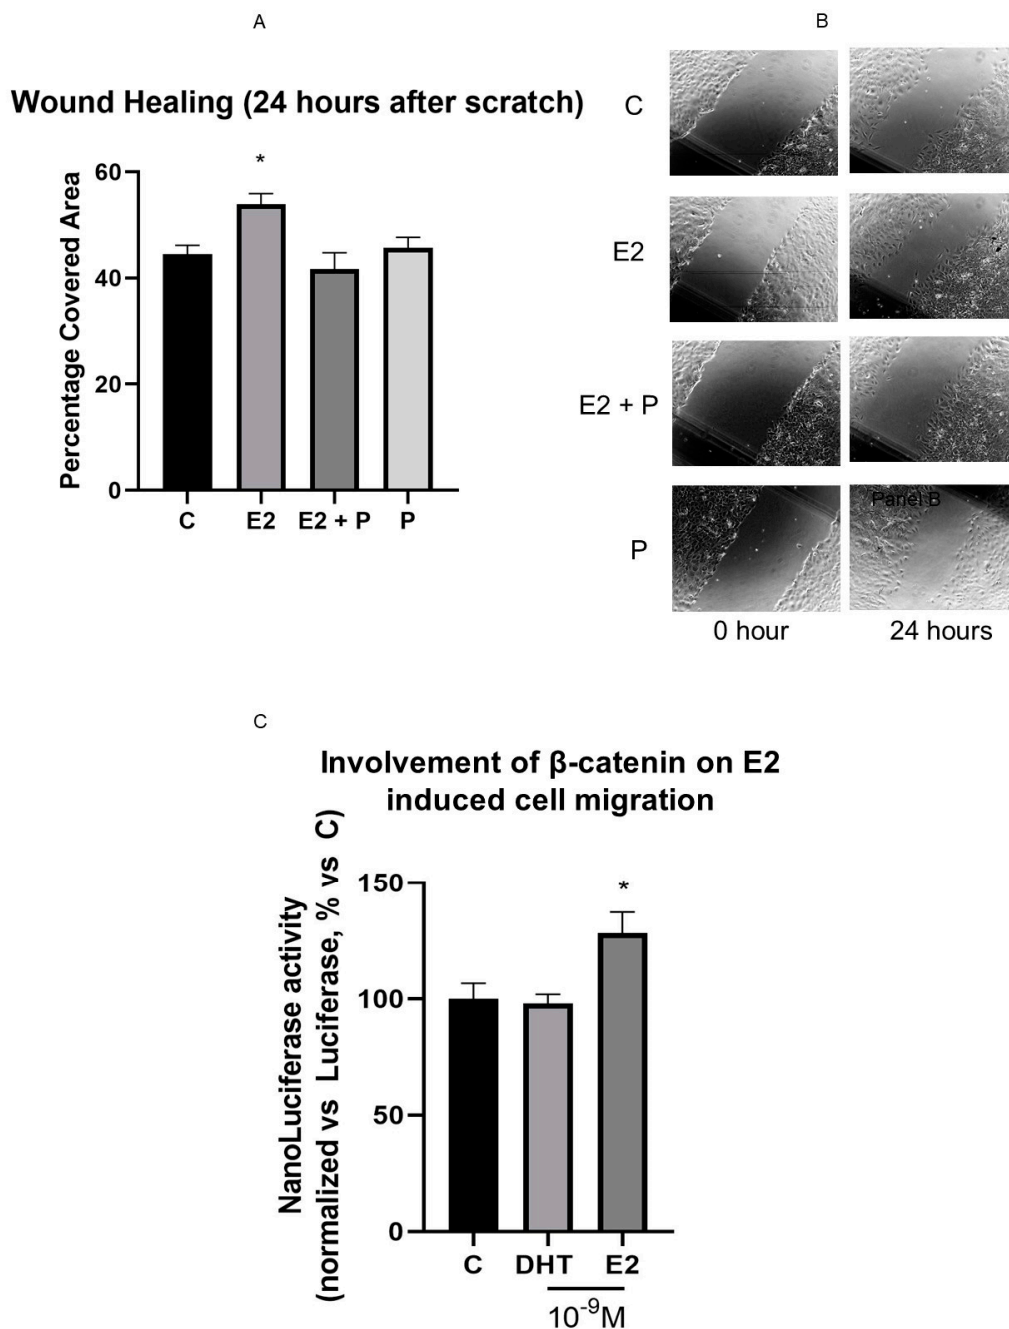 A
Wound Healing (24 hours after scratch)
*
Percentage Covered Area
60
40
20
0
C
E2
E2 + P
P
B
C
E2
E2 + P
P
Panel B
0 hour
24 hours
C
Involvement of β-catenin on E2
induced cell migration
NanoLuciferase activity
(normalized vs Luciferase, % vs C)
150
100
50
0
*
C
DHT
E2
10⁻⁹M